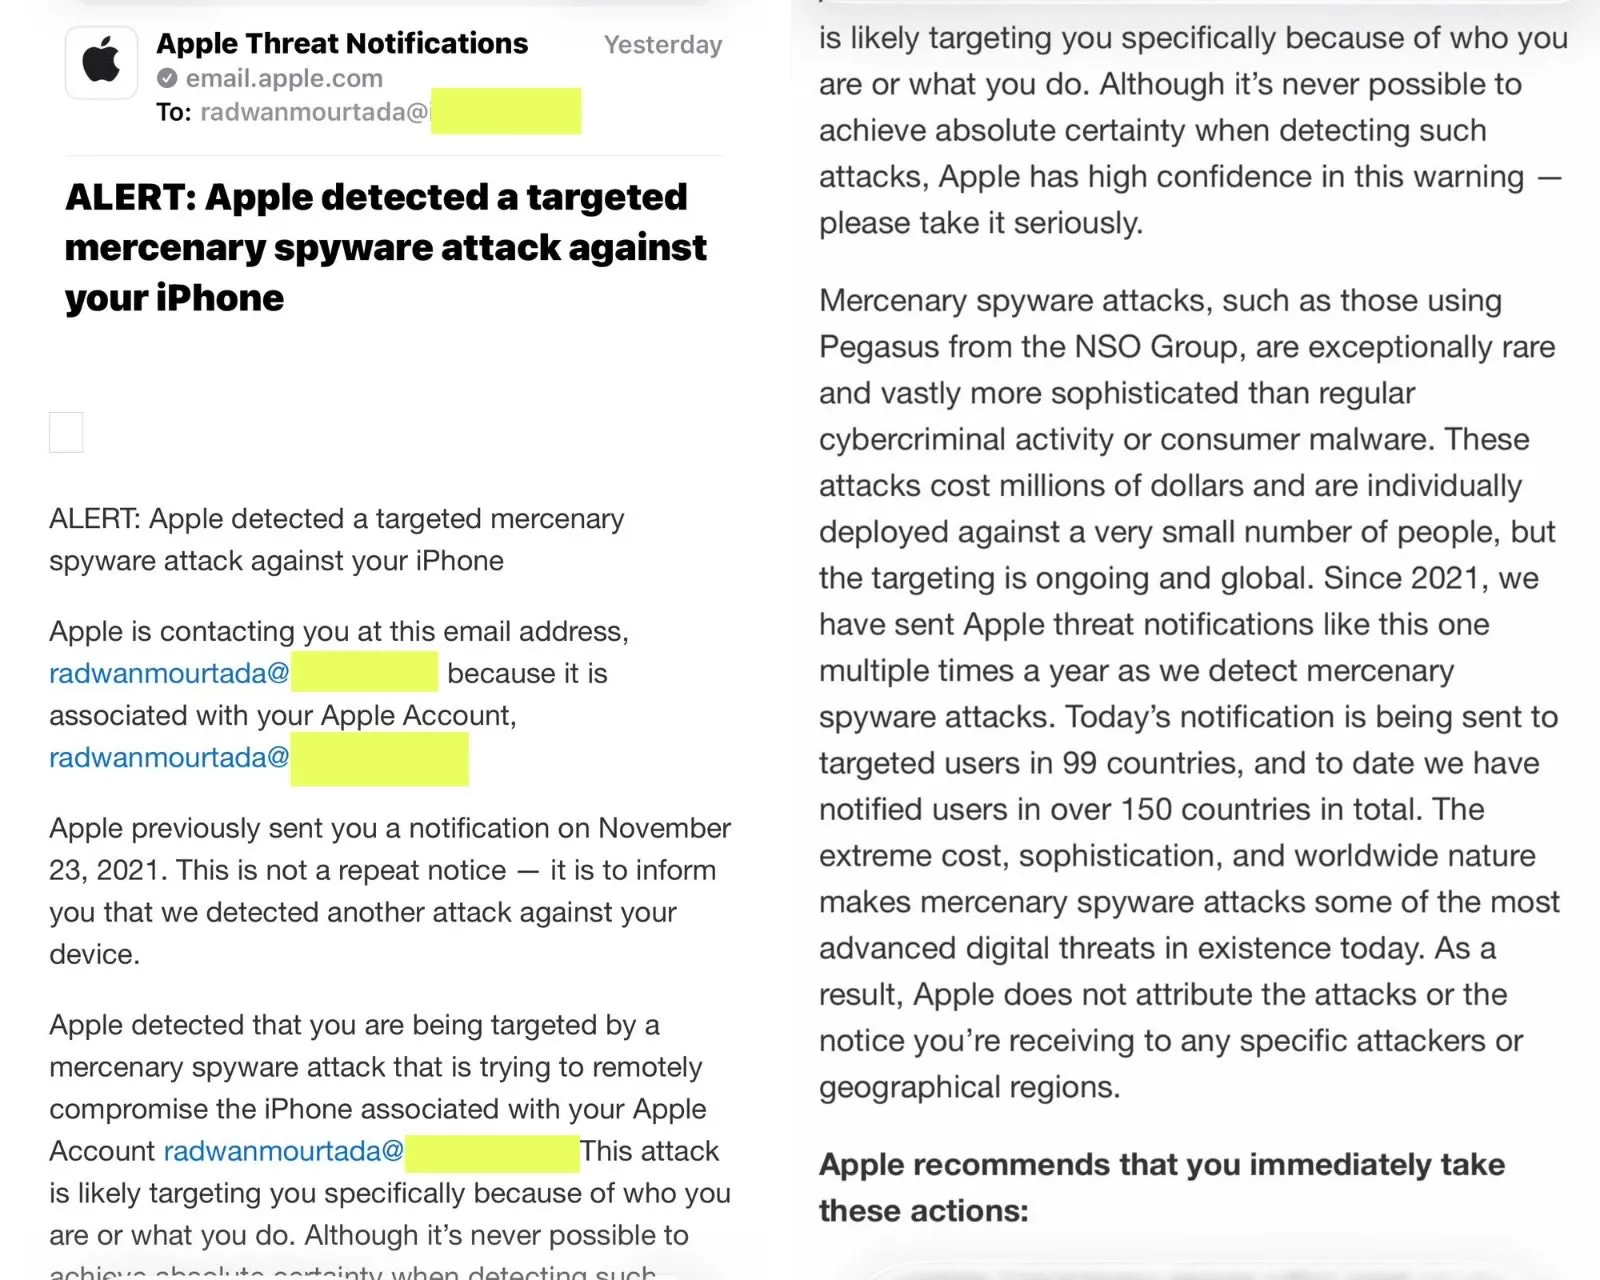 Apple Threat Notifications
Yesterday
email.apple.com
To: radwanmourtada@
ALERT: Apple detected a targeted
mercenary spyware attack against
your iPhone
ALERT: Apple detected a targeted mercenary
spyware attack against your iPhone
Apple is contacting you at this email address,
radwanmourtada@ because it is
associated with your Apple Account,
radwanmourtada@
Apple previously sent you a notification on November
23, 2021. This is not a repeat notice — it is to inform
you that we detected another attack against your
device.
Apple detected that you are being targeted by a
mercenary spyware attack that is trying to remotely
compromise the iPhone associated with your Apple
Account radwanmourtada@ This attack
is likely targeting you specifically because of who you
are or what you do. Although it’s never possible to
achieve absolute certainty when detecting such
is likely targeting you specifically because of who you
are or what you do. Although it’s never possible to
achieve absolute certainty when detecting such
attacks, Apple has high confidence in this warning —
please take it seriously.
Mercenary spyware attacks, such as those using
Pegasus from the NSO Group, are exceptionally rare
and vastly more sophisticated than regular
cybercriminal activity or consumer malware. These
attacks cost millions of dollars and are individually
deployed against a very small number of people, but
the targeting is ongoing and global. Since 2021, we
have sent Apple threat notifications like this one
multiple times a year as we detect mercenary
spyware attacks. Today’s notification is being sent to
targeted users in 99 countries, and to date we have
notified users in over 150 countries in total. The
extreme cost, sophistication, and worldwide nature
makes mercenary spyware attacks some of the most
advanced digital threats in existence today. As a
result, Apple does not attribute the attacks or the
notice you’re receiving to any specific attackers or
geographical regions.
Apple recommends that you immediately take
these actions: